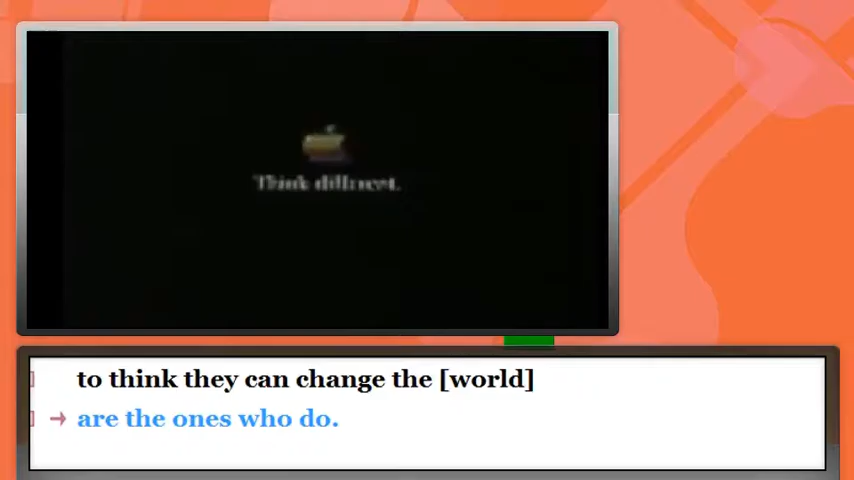 Think different.
to think they can change the [world]
→ are the ones who do.